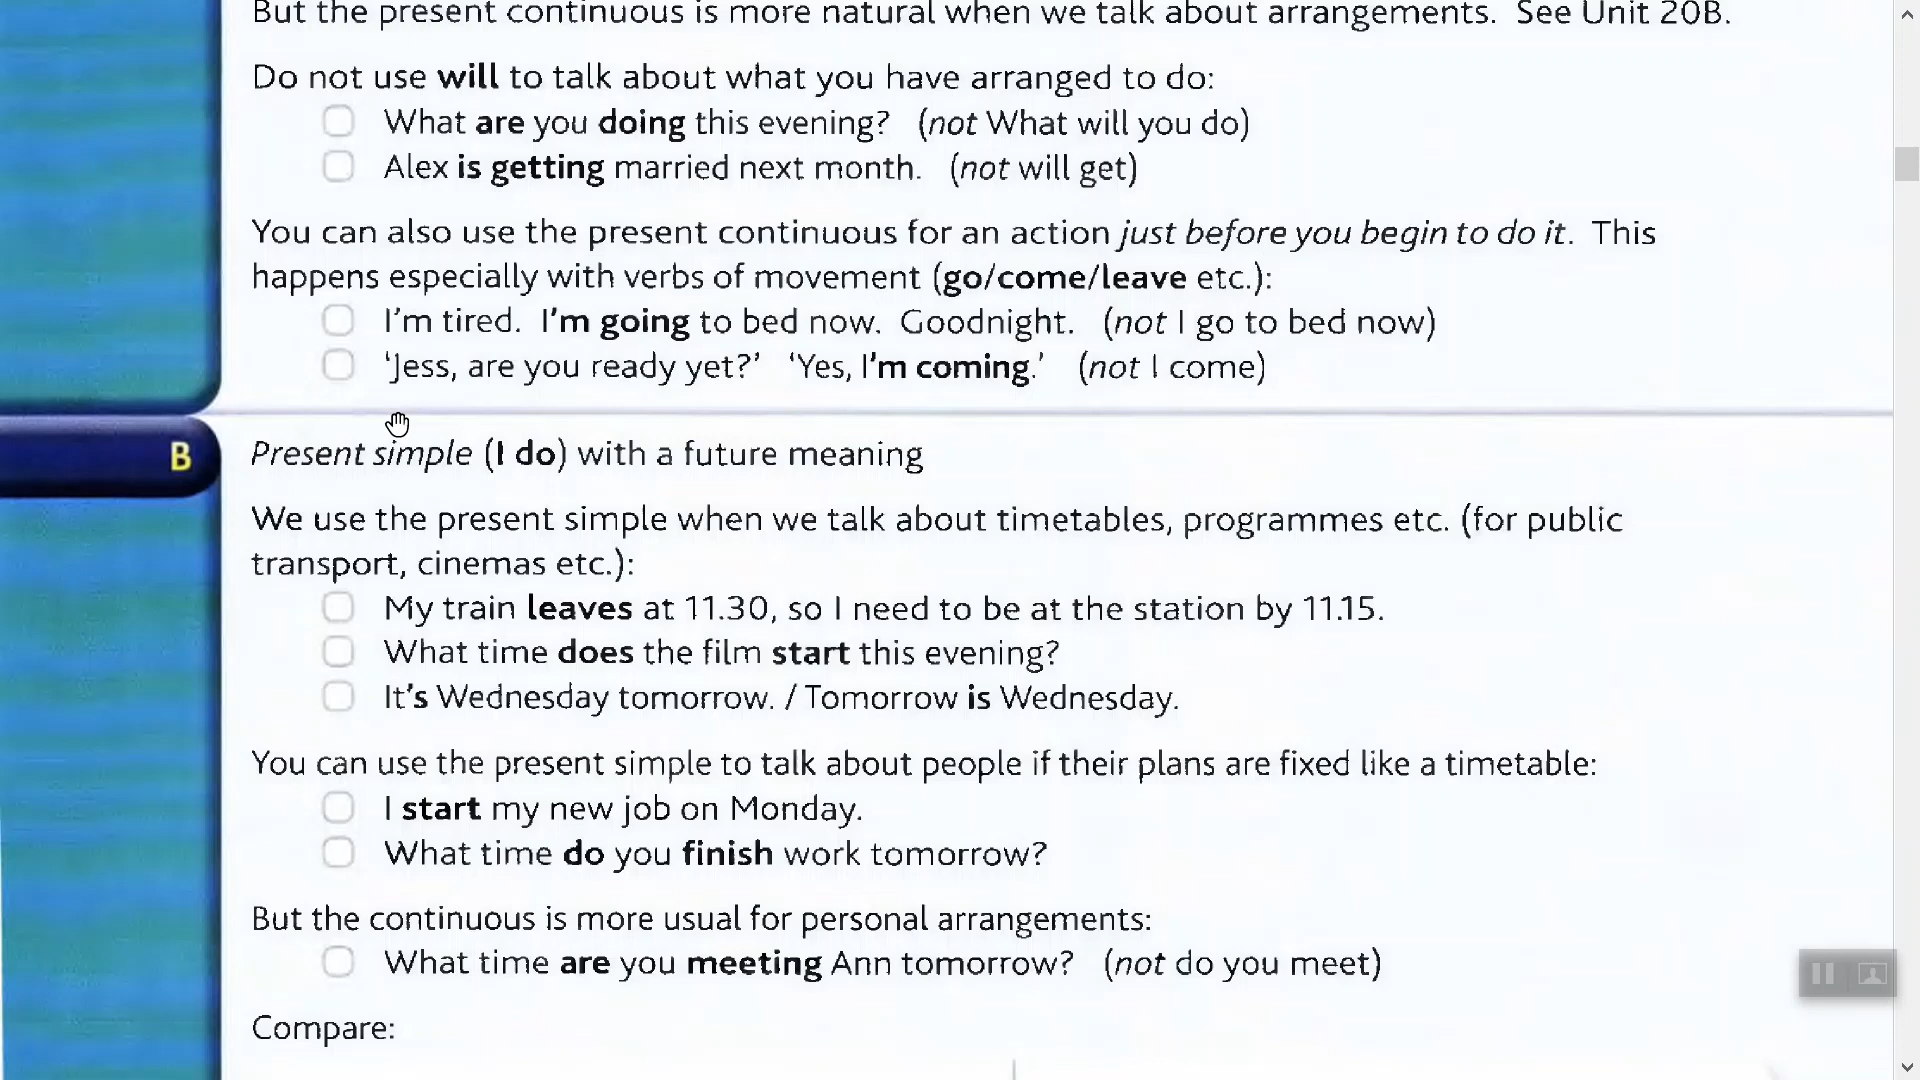 But the present continuous is more natural when we talk about arrangements. See Unit 20B.
Do not use will to talk about what you have arranged to do:
What are you doing this evening? (not What will you do)
Alex is getting married next month. (not will get)
You can also use the present continuous for an action just before you begin to do it. This
happens especially with verbs of movement (go/come/leave etc.):
I'm tired. I'm going to bed now. Goodnight. (not I go to bed now)
‘Jess, are you ready yet?’ ‘Yes, I'm coming.’ (not I come)
B
Present simple (I do) with a future meaning
We use the present simple when we talk about timetables, programmes etc. (for public
transport, cinemas etc.):
My train leaves at 11.30, so I need to be at the station by 11.15.
What time does the film start this evening?
It's Wednesday tomorrow. / Tomorrow is Wednesday.
You can use the present simple to talk about people if their plans are fixed like a timetable:
I start my new job on Monday.
What time do you finish work tomorrow?
But the continuous is more usual for personal arrangements:
What time are you meeting Ann tomorrow? (not do you meet)
Compare: